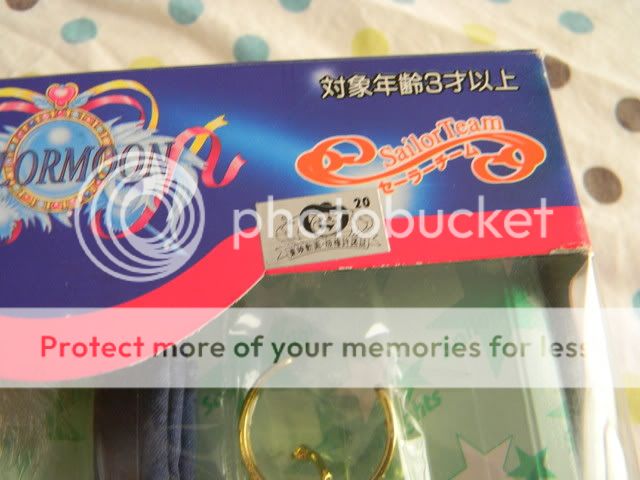 対象年齢3才以上
ORMOON
Sailor Team
セーラーチーム
20
photobucket
Protect more of your memories for less